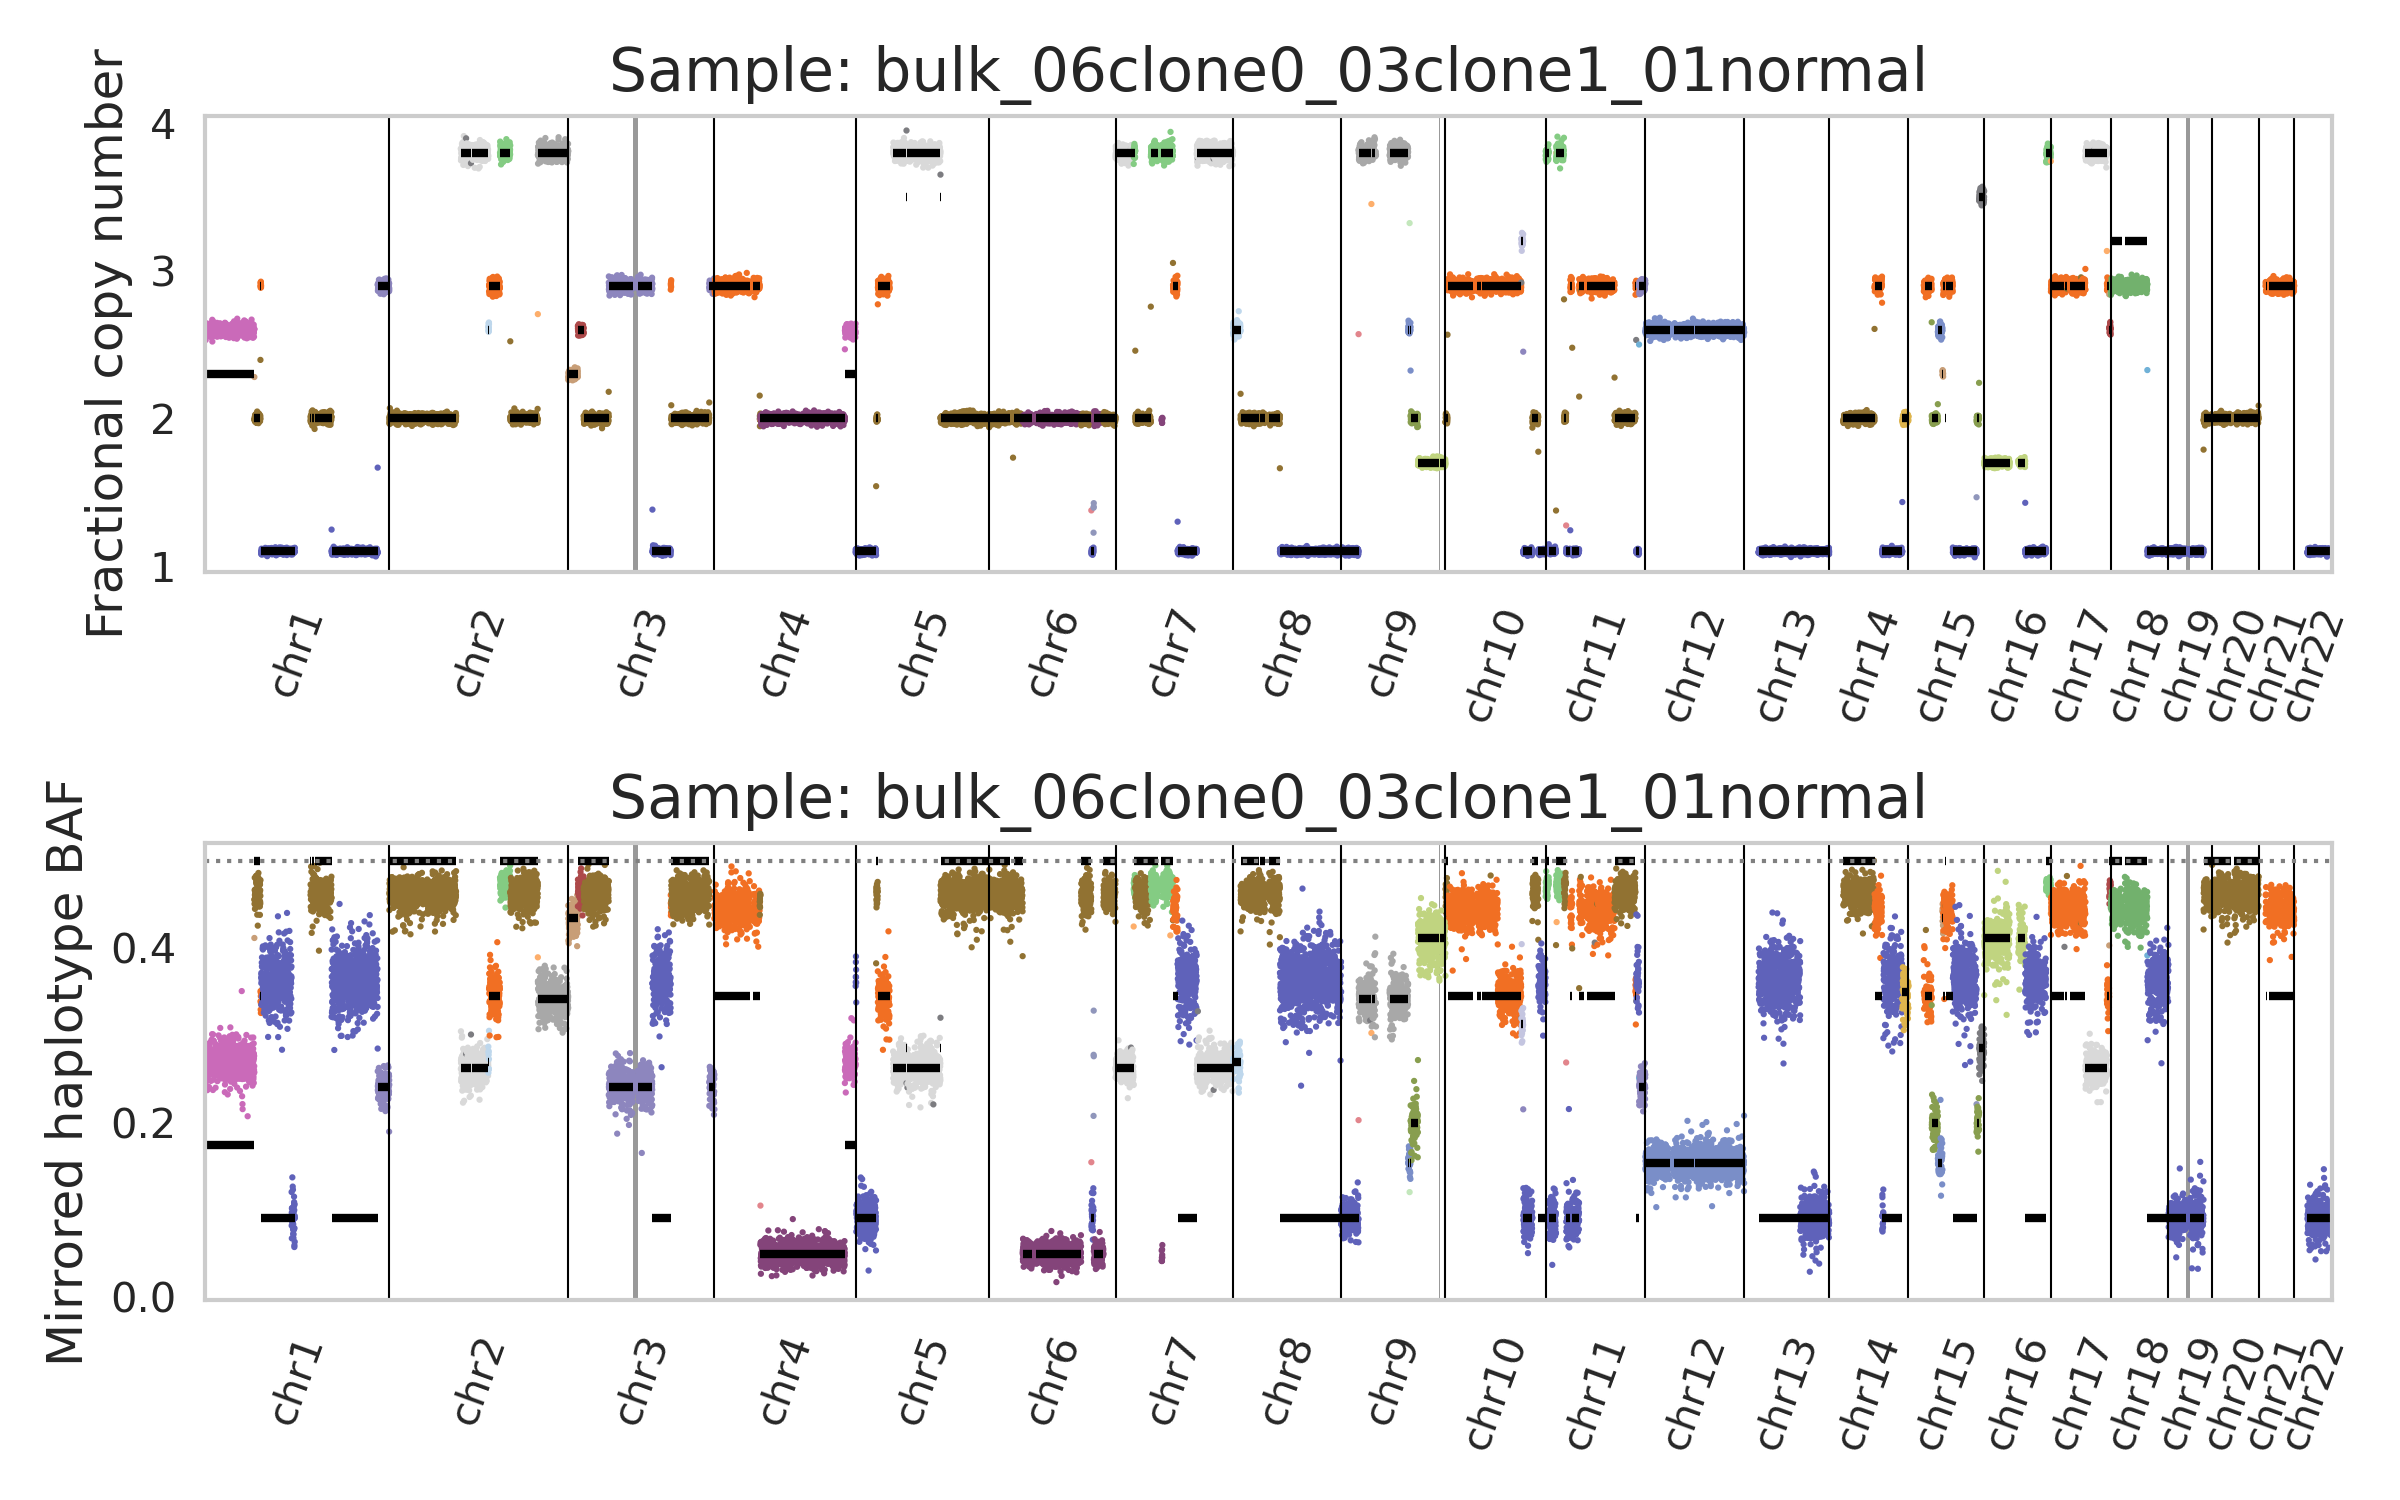 Sample: bulk_06clone0_03clone1_01normal
Fractional copy number
4
3
2
1
chr1
chr2
chr3
chr4
chr5
chr6
chr7
chr8
chr9
chr10
chr11
chr12
chr13
chr14
chr15
chr16
chr17
chr18
chr19
chr20
chr21
chr22
Sample: bulk_06clone0_03clone1_01normal
Mirrored haplotype BAF
0.4
0.2
0.0
chr1
chr2
chr3
chr4
chr5
chr6
chr7
chr8
chr9
chr10
chr11
chr12
chr13
chr14
chr15
chr16
chr17
chr18
chr19
chr20
chr21
chr22